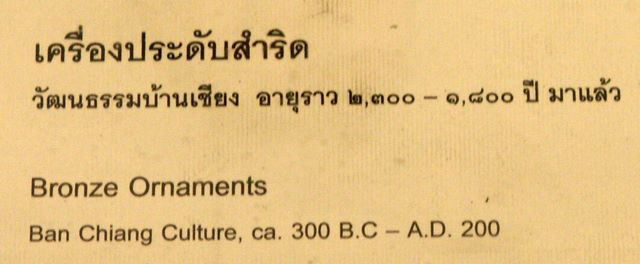 เครื่องประดับสำริด
วัฒนธรรมบ้านเชียง อายุราว ๒,๓๐๐ – ๑,๘๐๐ ปี มาแล้ว
Bronze Ornaments
Ban Chiang Culture, ca. 300 B.C – A.D. 200